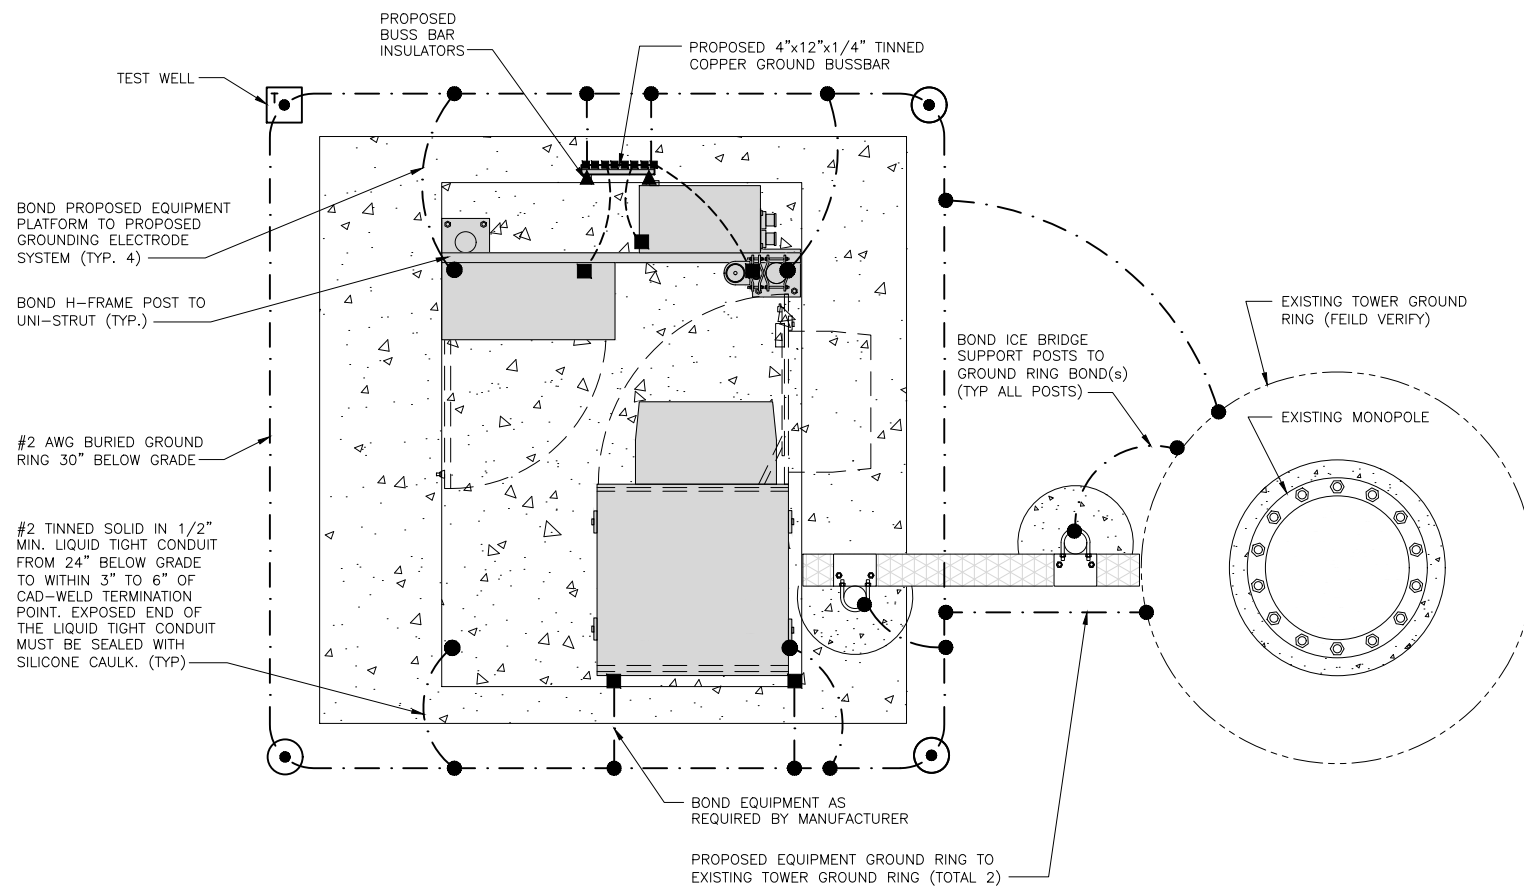 PROPOSED
BUSS BAR
INSULATORS
PROPOSED 4"x12"x1/4" TINNED
COPPER GROUND BUSSBAR
TEST WELL
T
BOND PROPOSED EQUIPMENT
PLATFORM TO PROPOSED
GROUNDING ELECTRODE
SYSTEM (TYP. 4)
BOND H-FRAME POST TO
UNI-STRUT (TYP.)
EXISTING TOWER GROUND
RING (FEILD VERIFY)
BOND ICE BRIDGE
SUPPORT POSTS TO
GROUND RING BOND(s)
(TYP ALL POSTS)
EXISTING MONOPOLE
#2 AWG BURIED GROUND
RING 30" BELOW GRADE
#2 TINNED SOLID IN 1/2"
MIN. LIQUID TIGHT CONDUIT
FROM 24" BELOW GRADE
TO WITHIN 3" TO 6" OF
CAD-WELD TERMINATION
POINT. EXPOSED END OF
THE LIQUID TIGHT CONDUIT
MUST BE SEALED WITH
SILICONE CAULK. (TYP)
BOND EQUIPMENT AS
REQUIRED BY MANUFACTURER
PROPOSED EQUIPMENT GROUND RING TO
EXISTING TOWER GROUND RING (TOTAL 2)